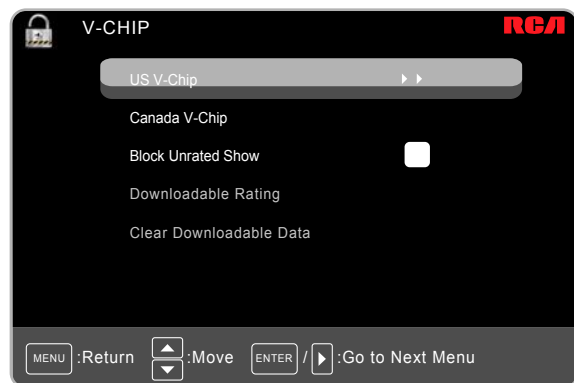 V-CHIP RCA
US V-Chip
Canada V-Chip
Block Unrated Show
Downloadable Rating
Clear Downloadable Data
MENU :Return :Move ENTER / :Go to Next Menu